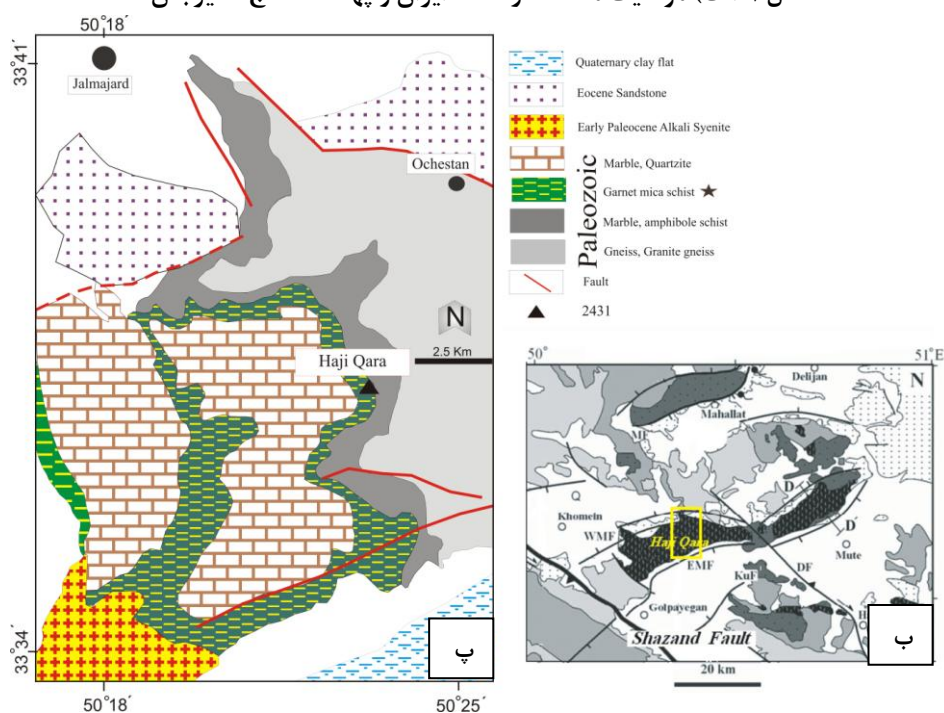 50°18´
33°41´
Jalmajard
Ochestan
N
2.5 Km
Haji Qara
33°34´
50°18´
50°25´
پ
Quaternary clay flat
Eocene Sandstone
Early Paleocene Alkali Syenite
Paleozoic
Marble, Quartzite
Garnet mica schist
Marble, amphibole schist
Gneiss, Granite gneiss
Fault
2431
50°
51°E
N
Delijan
Mahallat
D
Khomeln
WMF
Haji Qara
D´
EMF
Mute
KuF
DF
Golpayegan
H
Shazand Fault
ب
20 km